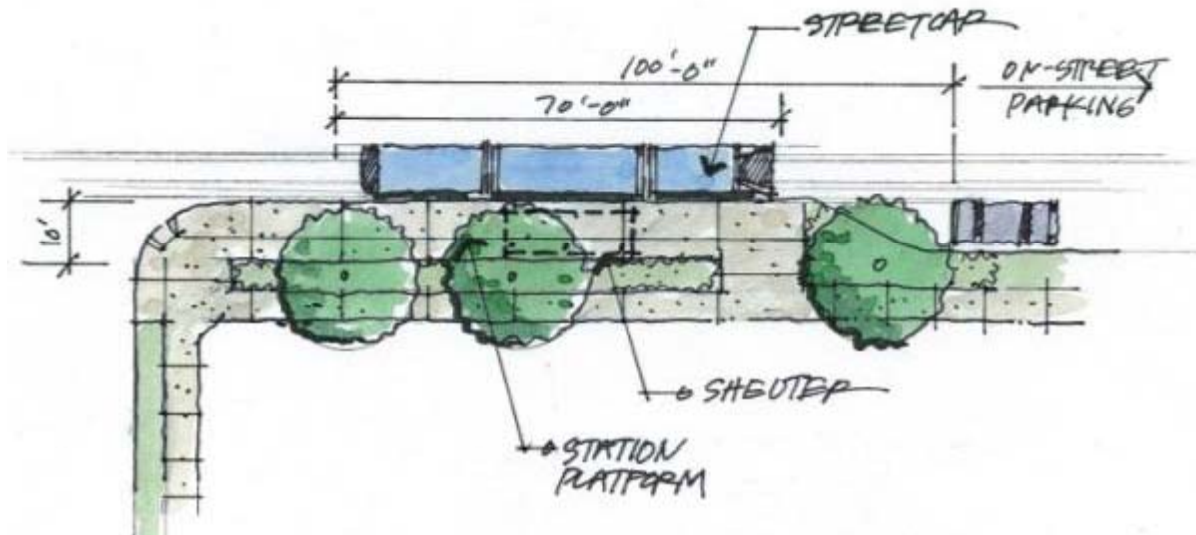 STREETCAR
100'-0"
ON-STREET
PARKING
70'-0"
10'
SHELTER
STATION
PLATFORM